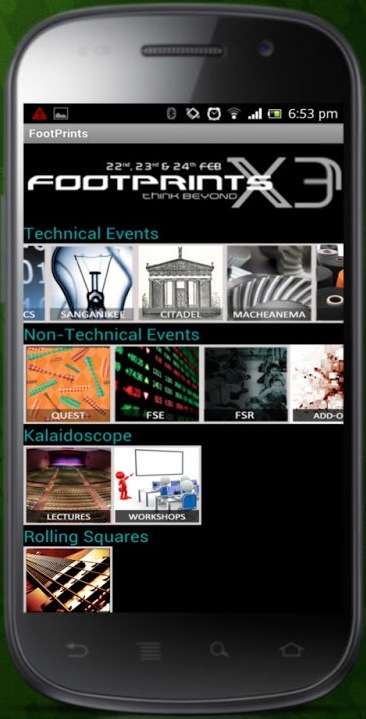 6:53 pm
FootPrints
22nd, 23rd & 24th FEB
FOOTPRINTS X3
THINK BEYOND
Technical Events
CS SANGANIKEE CITADEL MACHEANEMA
Non-Technical Events
QUEST FSE FSR ADD-O
Kalaidoscope
LECTURES WORKSHOPS
Rolling Squares